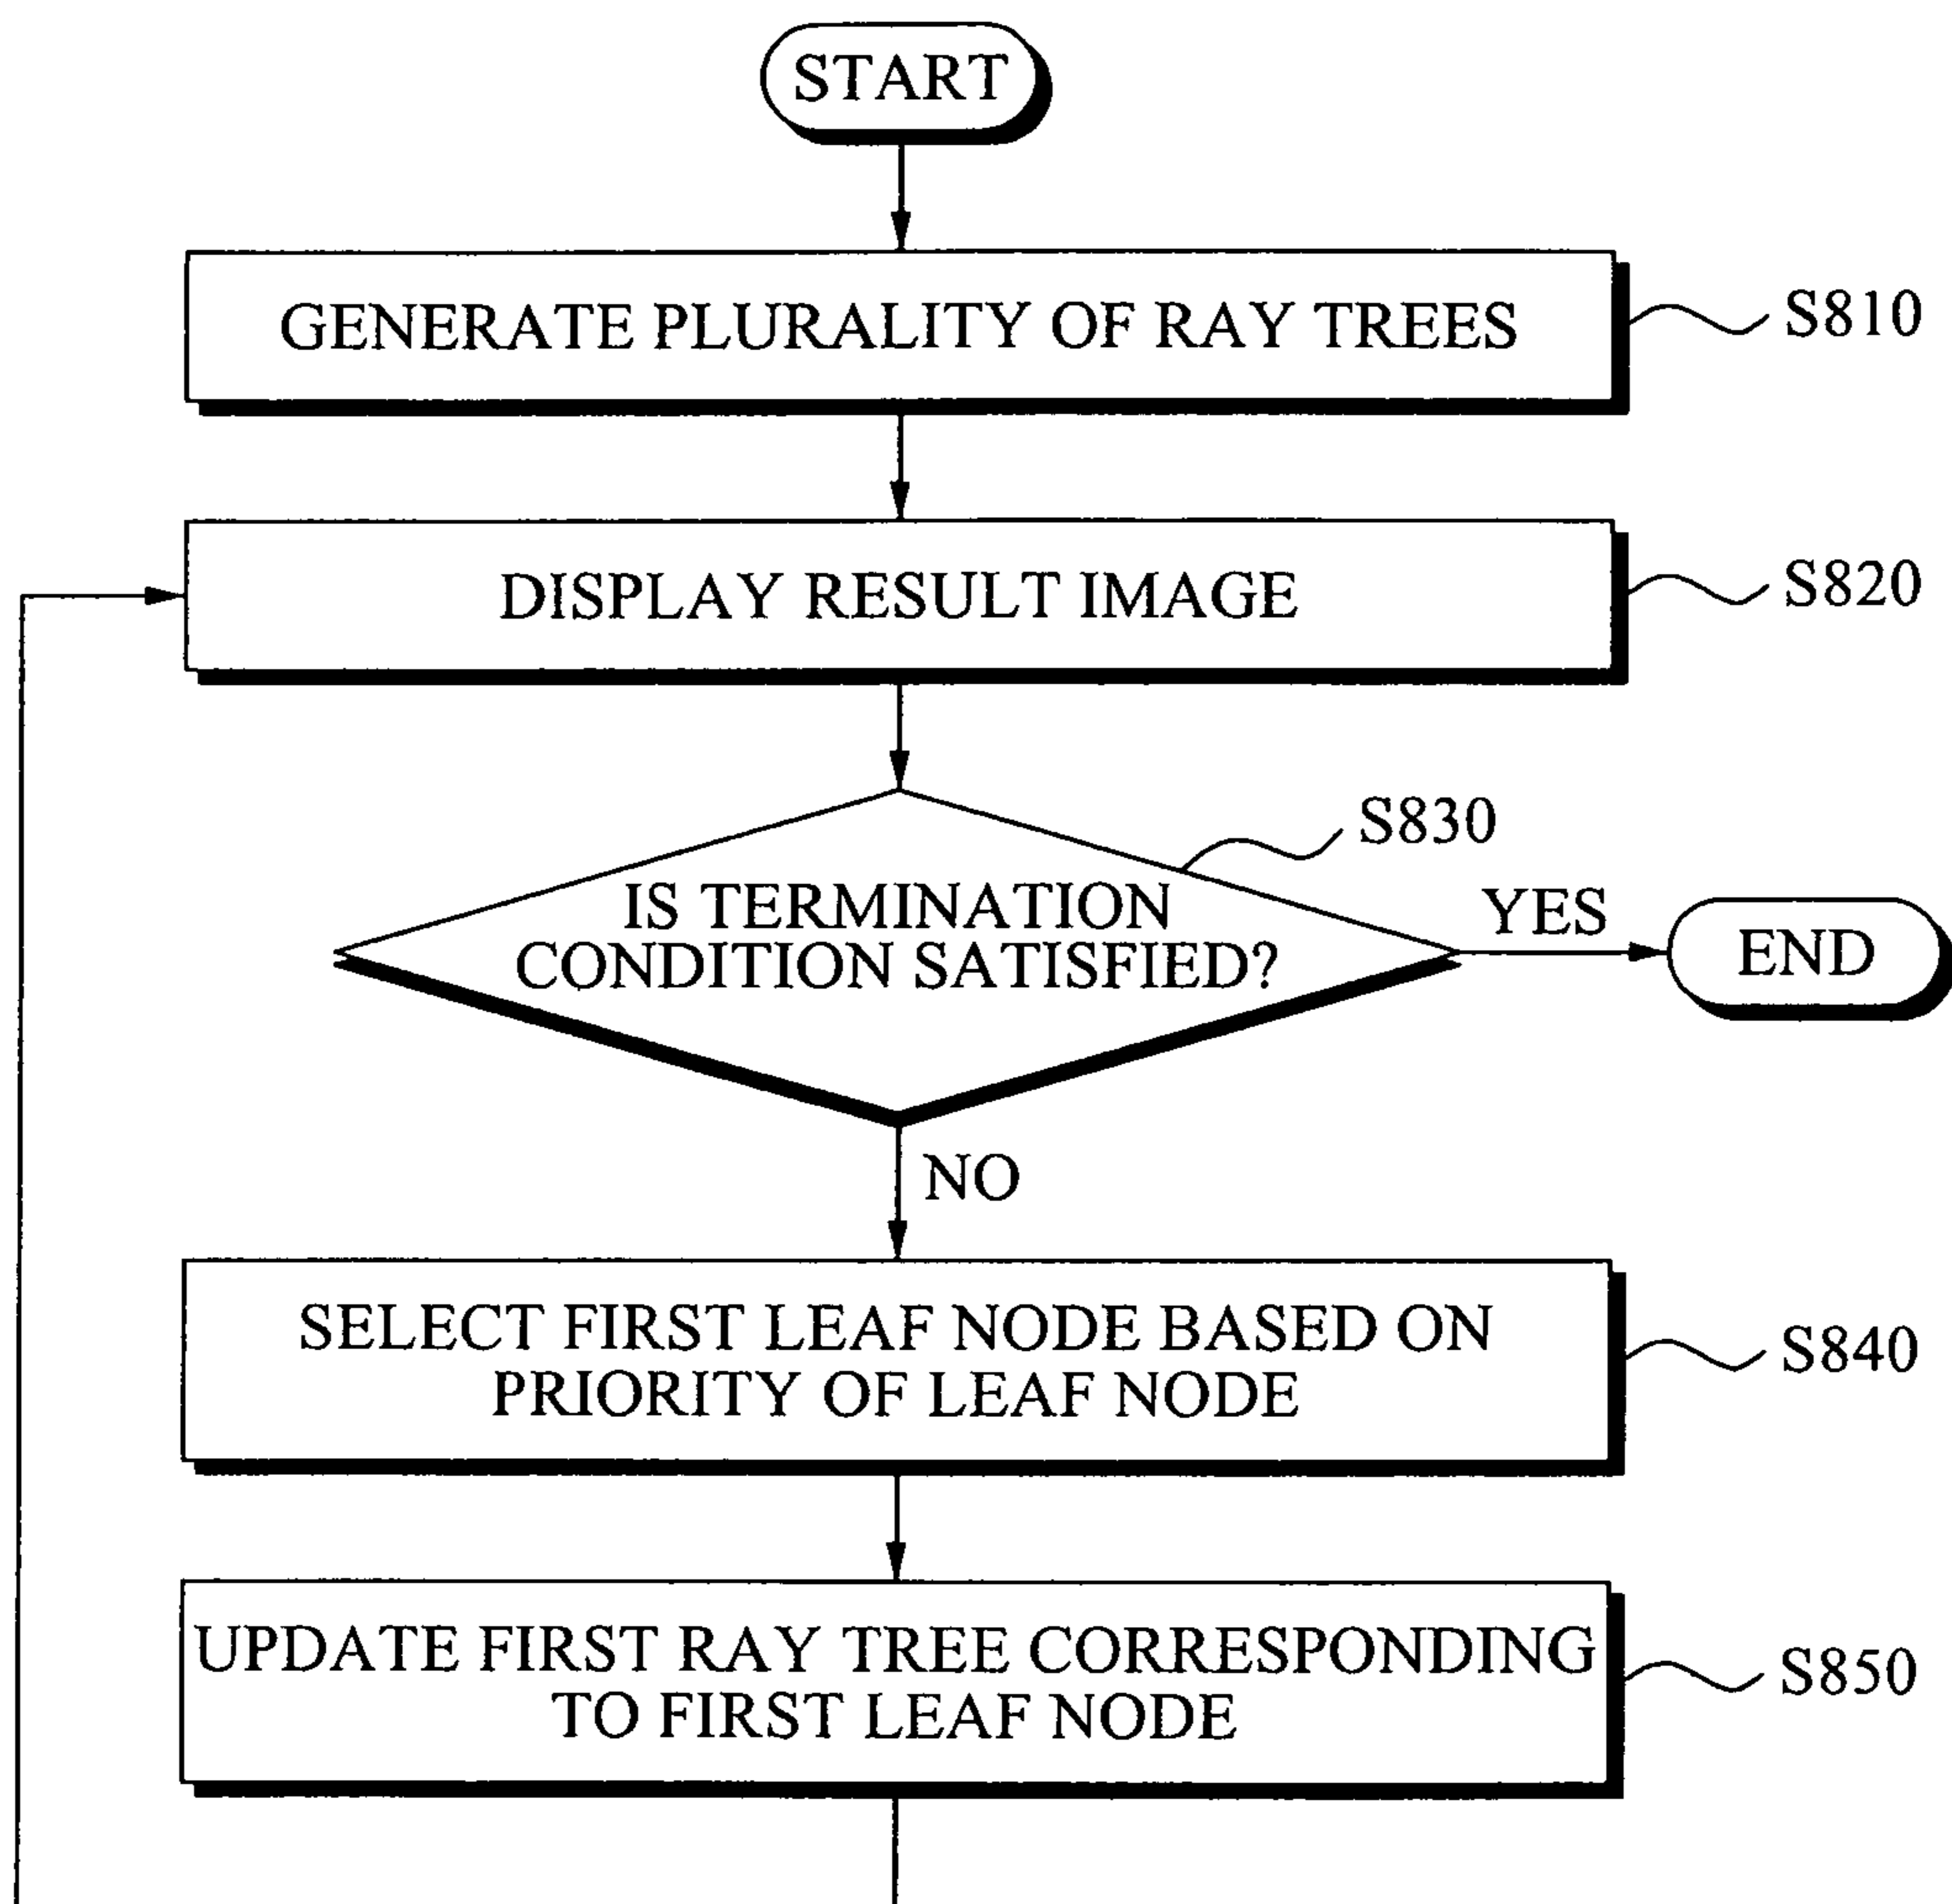 START
GENERATE PLURALITY OF RAY TREES
S810
DISPLAY RESULT IMAGE
S820
S830
IS TERMINATION
CONDITION SATISFIED?
YES
END
NO
SELECT FIRST LEAF NODE BASED ON
PRIORITY OF LEAF NODE
S840
UPDATE FIRST RAY TREE CORRESPONDING
TO FIRST LEAF NODE
S850